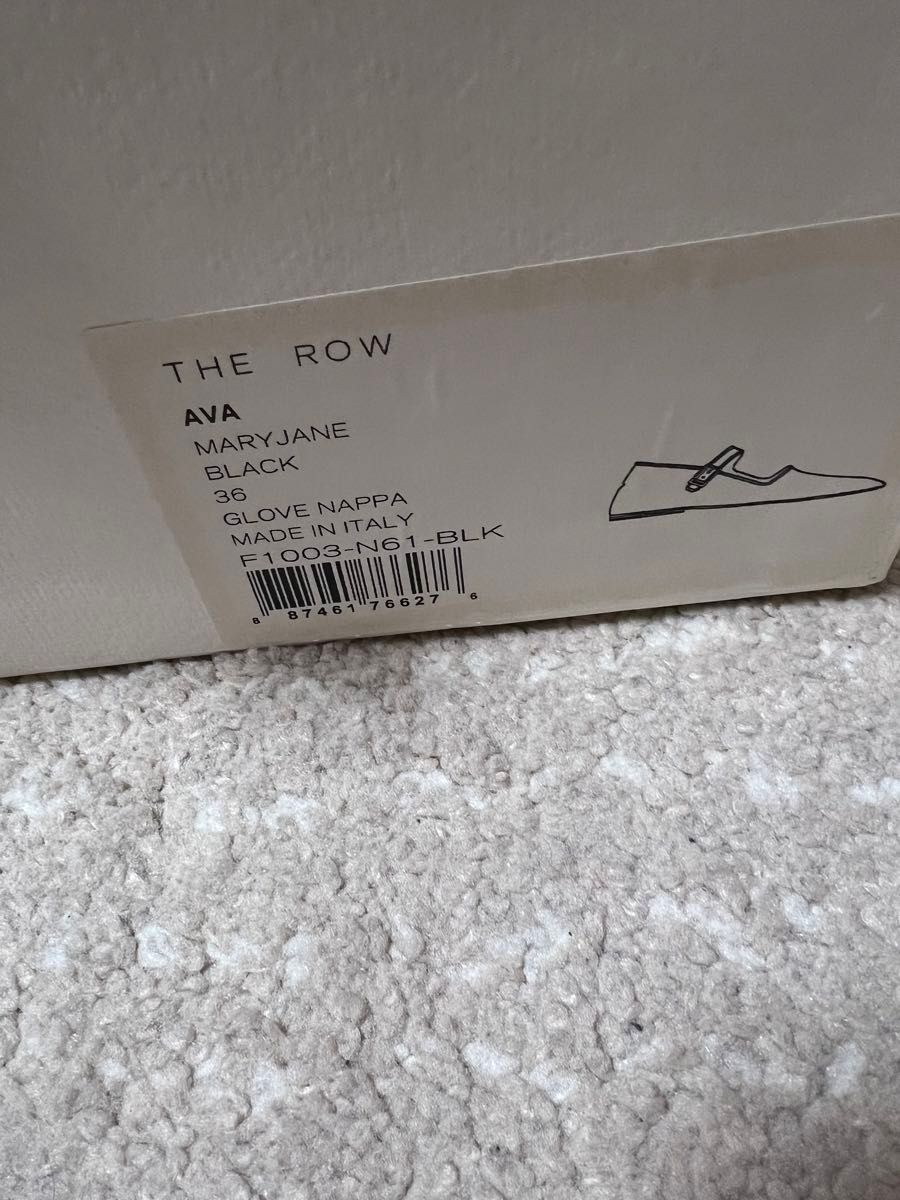 THE ROW
AVA
MARYJANE
BLACK
36
GLOVE NAPPA
MADE IN ITALY
F1003-N61-BLK
8 87461 76627 6